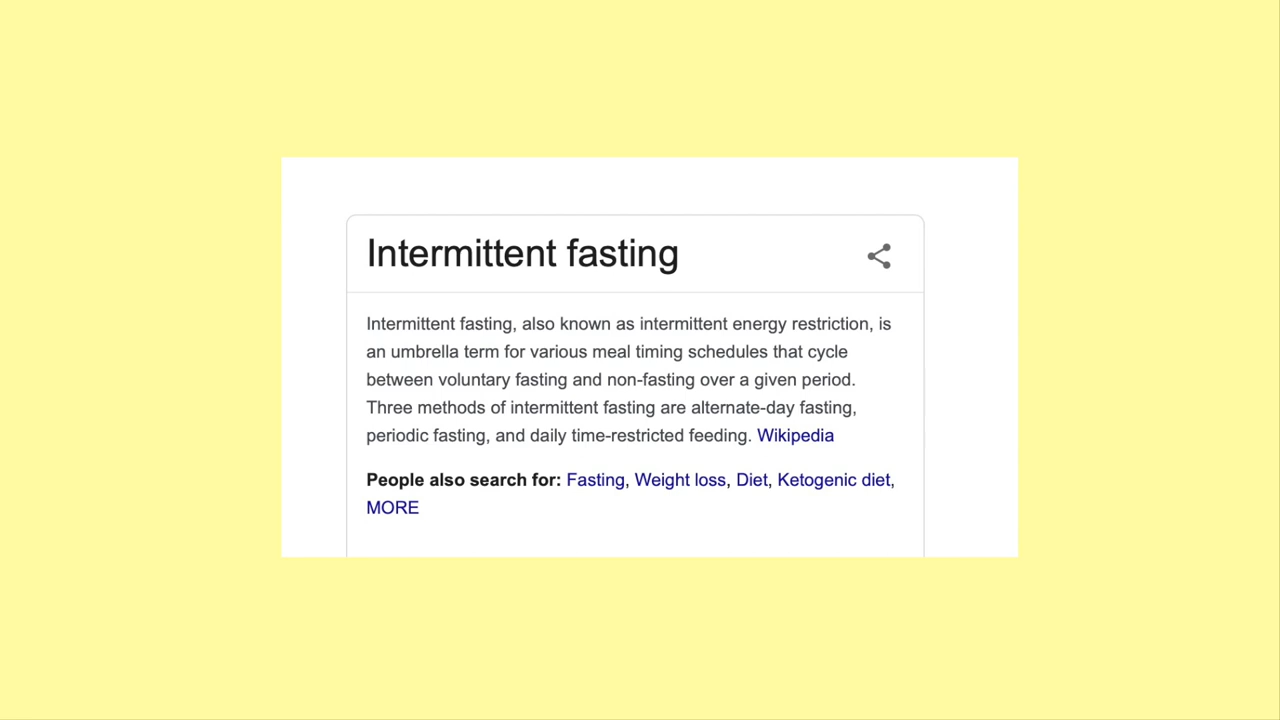 Intermittent fasting
Intermittent fasting, also known as intermittent energy restriction, is
an umbrella term for various meal timing schedules that cycle
between voluntary fasting and non-fasting over a given period.
Three methods of intermittent fasting are alternate-day fasting,
periodic fasting, and daily time-restricted feeding. Wikipedia
People also search for: Fasting, Weight loss, Diet, Ketogenic diet,
MORE